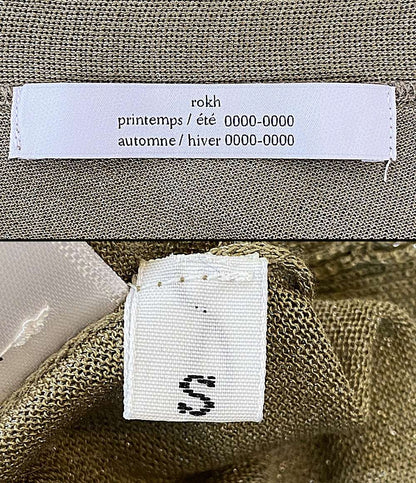 rokh
printemps / été 0000-0000
automne / hiver 0000-0000
S